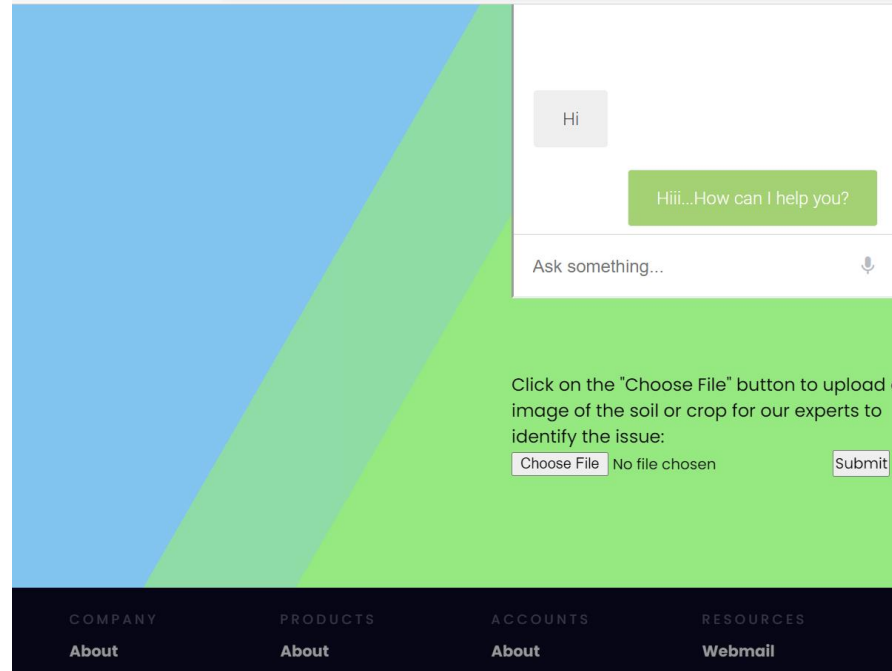 Hi
Hiii...How can I help you?
Ask something...
Click on the "Choose File" button to upload
image of the soil or crop for our experts to
identify the issue:
Choose File No file chosen Submit
COMPANY PRODUCTS ACCOUNTS RESOURCES
About About About Webmail